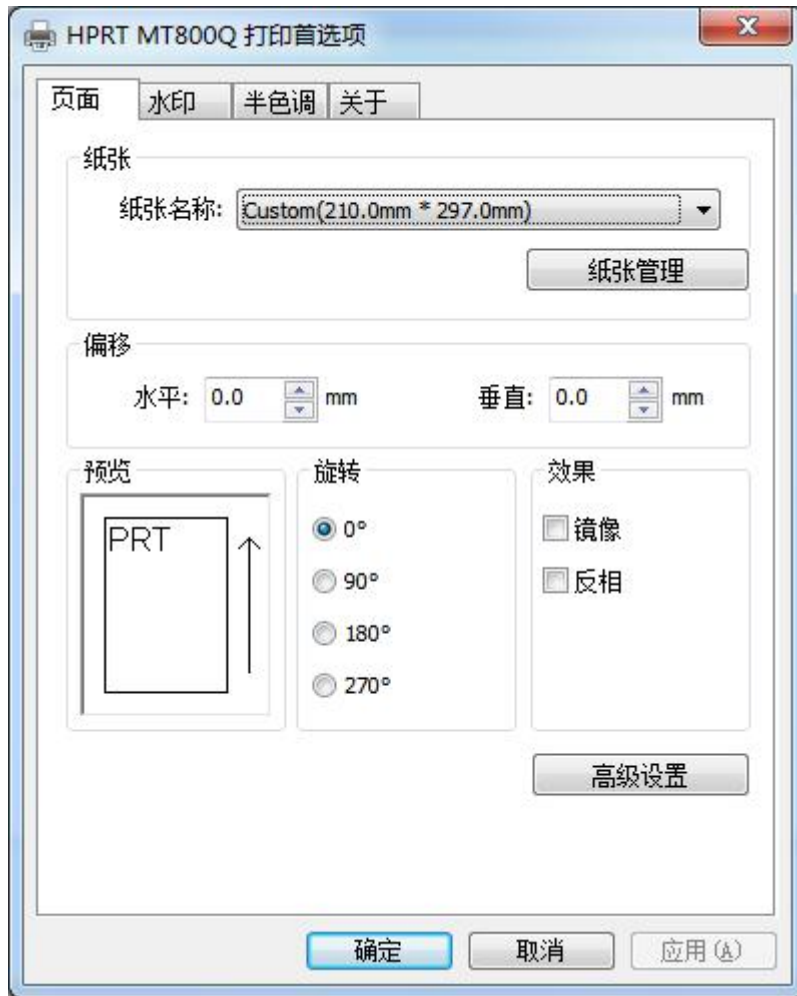 HPRT MT800Q 打印首选项
页面 水印 半色调 关于
纸张
纸张名称: Custom(210.0mm * 297.0mm)
纸张管理
偏移
水平: 0.0 mm 垂直: 0.0 mm
预览 旋转 效果
PRT
0° 镜像
90° 反相
180°
270°
高级设置
确定 取消 应用(A)